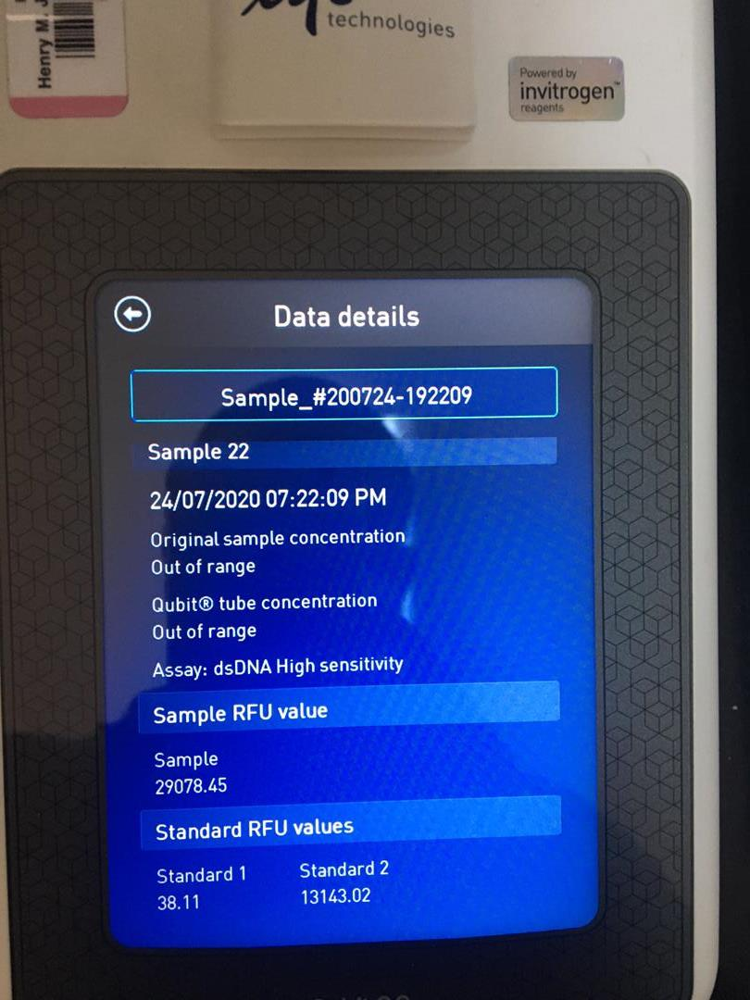 Henry M. J
technologies
Powered by
invitrogen™
reagents
Data details
Sample_#200724-192209
Sample 22
24/07/2020 07:22:09 PM
Original sample concentration
Out of range
Qubit® tube concentration
Out of range
Assay: dsDNA High sensitivity
Sample RFU value
Sample
29078.45
Standard RFU values
Standard 1
Standard 2
38.11
13143.02